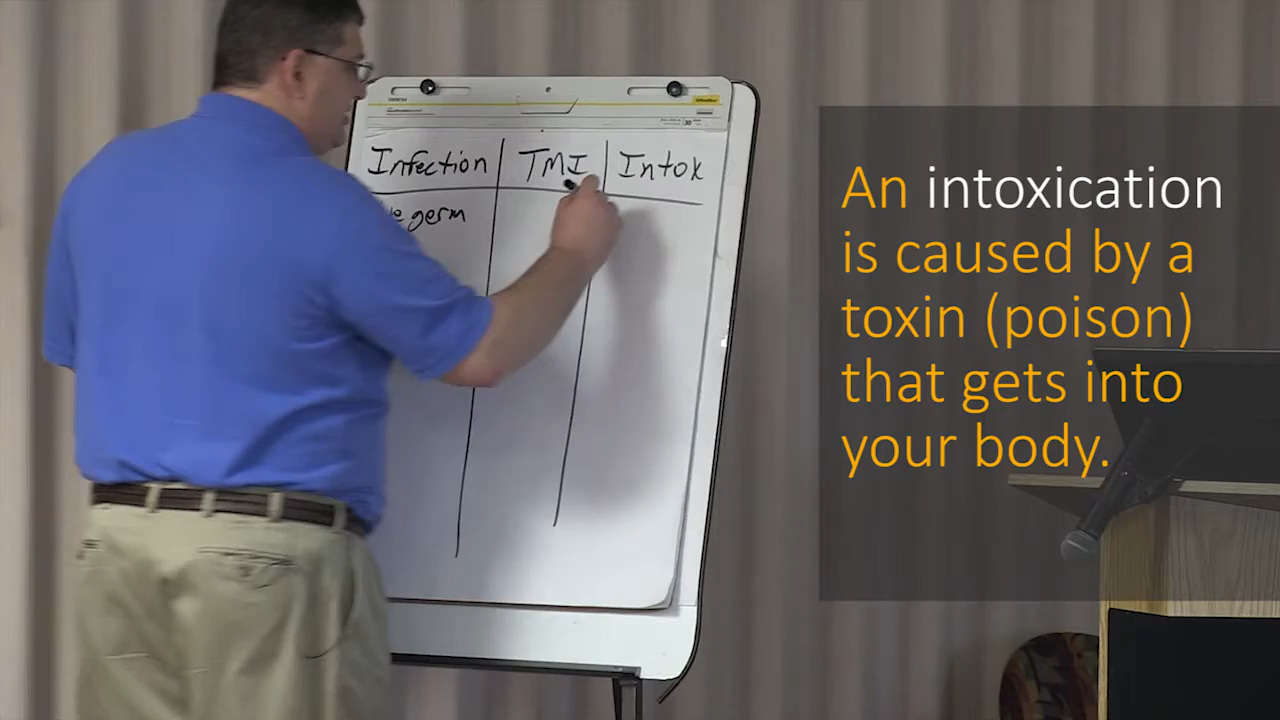 Infection TMI Intox
germ
An intoxication
is caused by a
toxin (poison)
that gets into
your body.